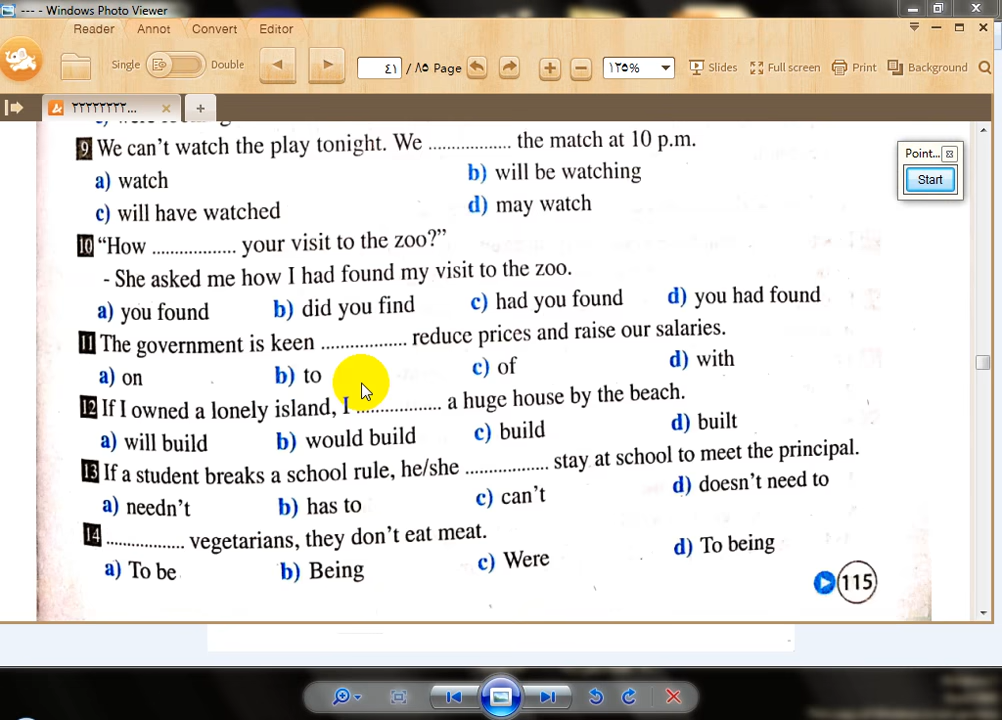 ---- - Windows Photo Viewer
Reader Annot Convert Editor
Single Double ٤١ / ٨٥ Page ١٢٥% Slides Full screen Print Background
٢٢٢٢٢٢٢٢...
Point...
Start
9 We can't watch the play tonight. We ................. the match at 10 p.m.
a) watch b) will be watching
c) will have watched d) may watch
10 “How ................. your visit to the zoo?”
- She asked me how I had found my visit to the zoo.
a) you found b) did you find c) had you found d) you had found
11 The government is keen ................. reduce prices and raise our salaries.
a) on b) to c) of d) with
12 If I owned a lonely island, I ................. a huge house by the beach.
a) will build b) would build c) build d) built
13 If a student breaks a school rule, he/she ................. stay at school to meet the principal.
a) needn't b) has to c) can't d) doesn't need to
14 ................. vegetarians, they don't eat meat.
a) To be b) Being c) Were d) To being
115